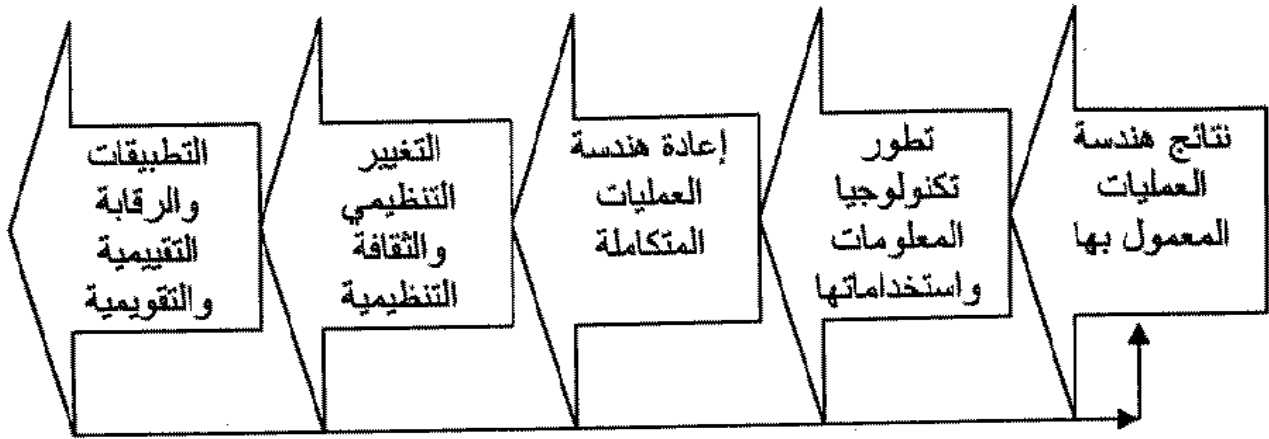 نتائج هندسة
العمليات
المعمول بها
تطور
تكنولوجيا
المعلومات
واستخداماتها
إعادة هندسة
العمليات
المتكاملة
التغيير
التنظيمي
والثقافة
التنظيمية
التطبيقات
والرقابة
التقييمية
والتقويمية